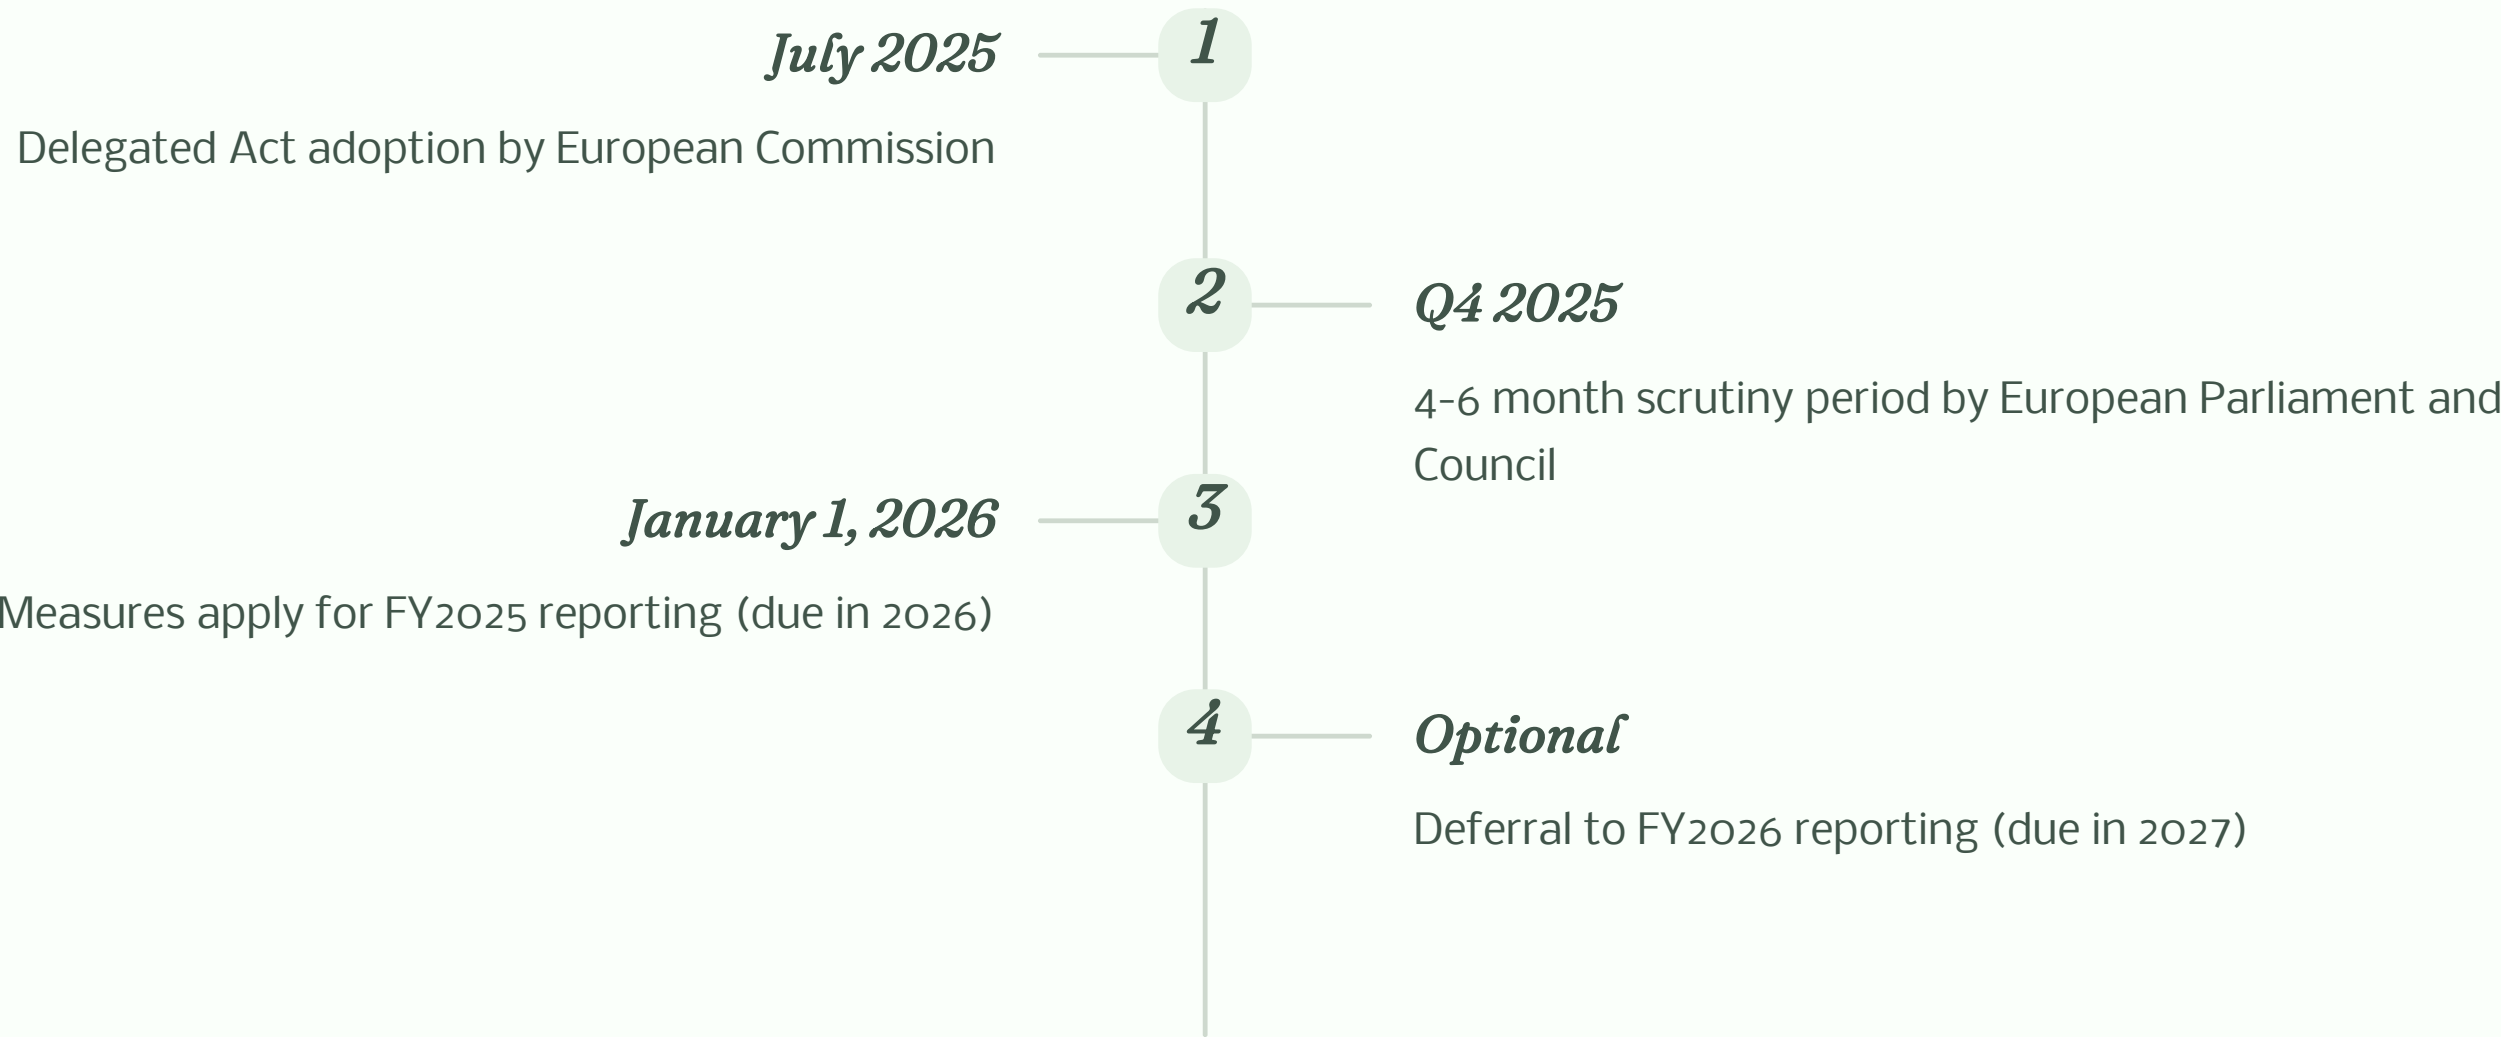 1
July 2025
Delegated Act adoption by European Commission
2
Q4 2025
4-6 month scrutiny period by European Parliament and
Council
3
January 1, 2026
Measures apply for FY2025 reporting (due in 2026)
4
Optional
Deferral to FY2026 reporting (due in 2027)